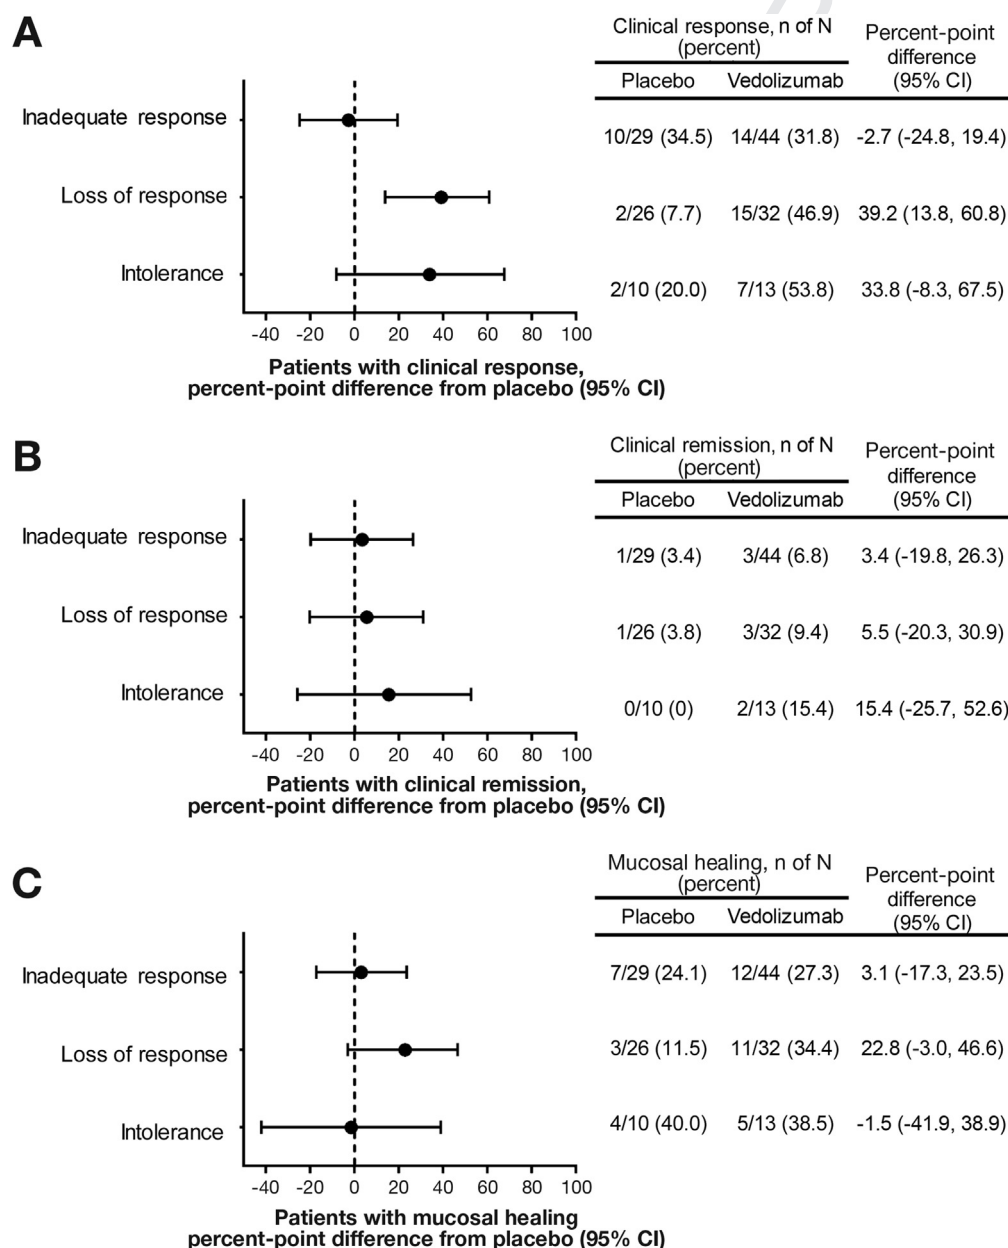 A
Clinical response, n of N
(percent)
Percent-point
difference
(95% CI)
Placebo Vedolizumab
Inadequate response
10/29 (34.5) 14/44 (31.8) -2.7 (-24.8, 19.4)
Loss of response
2/26 (7.7) 15/32 (46.9) 39.2 (13.8, 60.8)
Intolerance
2/10 (20.0) 7/13 (53.8) 33.8 (-8.3, 67.5)
-40 -20 0 20 40 60 80 100
Patients with clinical response,
percent-point difference from placebo (95% CI)
B
Clinical remission, n of N
(percent)
Percent-point
difference
(95% CI)
Placebo Vedolizumab
Inadequate response
1/29 (3.4) 3/44 (6.8) 3.4 (-19.8, 26.3)
Loss of response
1/26 (3.8) 3/32 (9.4) 5.5 (-20.3, 30.9)
Intolerance
0/10 (0) 2/13 (15.4) 15.4 (-25.7, 52.6)
-40 -20 0 20 40 60 80 100
Patients with clinical remission,
percent-point difference from placebo (95% CI)
C
Mucosal healing, n of N
(percent)
Percent-point
difference
(95% CI)
Placebo Vedolizumab
Inadequate response
7/29 (24.1) 12/44 (27.3) 3.1 (-17.3, 23.5)
Loss of response
3/26 (11.5) 11/32 (34.4) 22.8 (-3.0, 46.6)
Intolerance
4/10 (40.0) 5/13 (38.5) -1.5 (-41.9, 38.9)
-40 -20 0 20 40 60 80 100
Patients with mucosal healing
percent-point difference from placebo (95% CI)